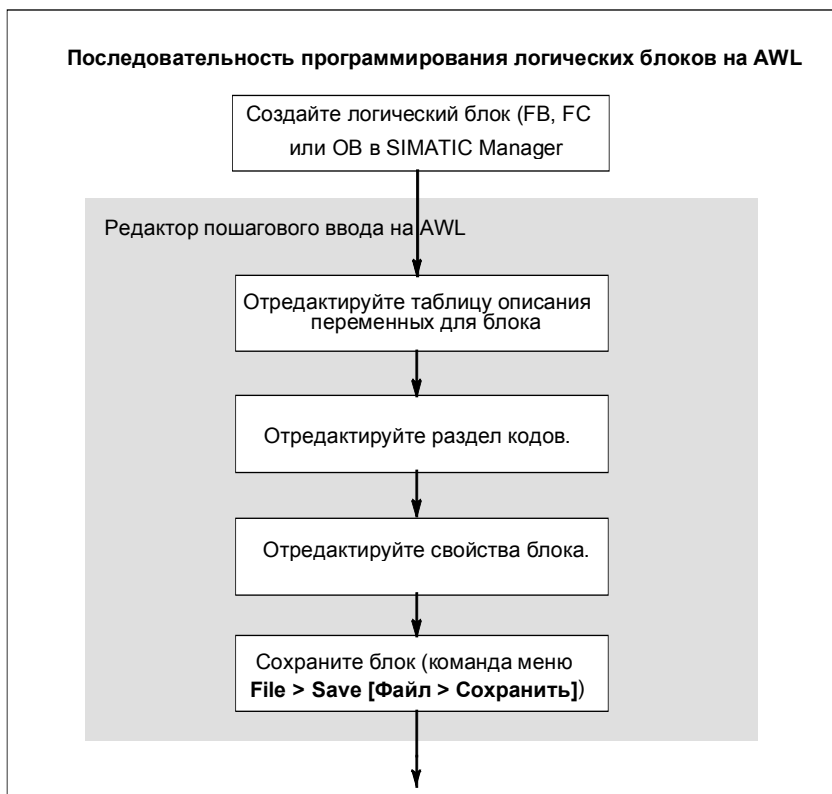 Последовательность программирования логических блоков на AWL
Создайте логический блок (FB, FC
или OB в SIMATIC Manager
Редактор пошагового ввода на AWL
Отредактируйте таблицу описания
переменных для блока
Отредактируйте раздел кодов.
Отредактируйте свойства блока.
Сохраните блок (команда меню
File > Save [Файл > Сохранить])